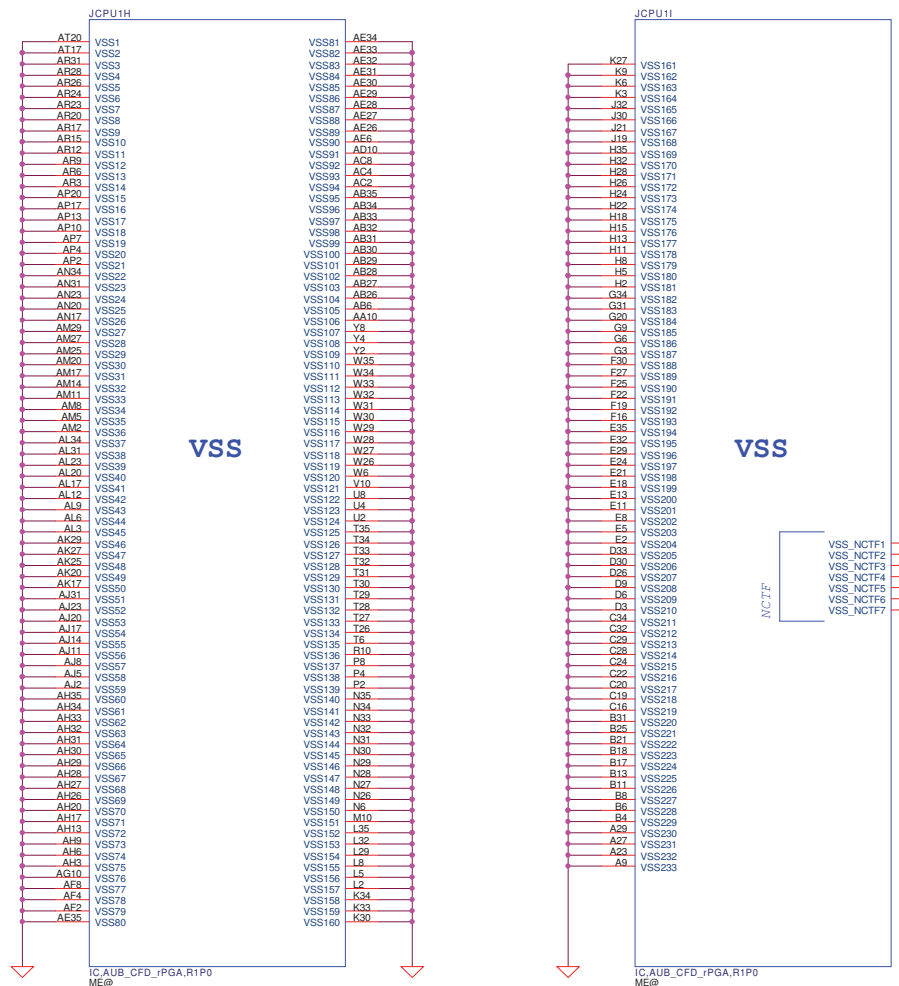 JCPU1H
AT20 VSS1 VSS81 AE34
AT17 VSS2 VSS82 AE33
AR31 VSS3 VSS83 AE32
AR28 VSS4 VSS84 AE31
AR26 VSS5 VSS85 AE30
AR24 VSS6 VSS86 AE29
AR23 VSS7 VSS87 AE28
AR20 VSS8 VSS88 AE27
AR17 VSS9 VSS89 AE26
AR15 VSS10 VSS90 AE6
AR12 VSS11 VSS91 AD10
AR9 VSS12 VSS92 AC8
AR6 VSS13 VSS93 AC4
AR3 VSS14 VSS94 AC2
AP20 VSS15 VSS95 AB35
AP17 VSS16 VSS96 AB34
AP13 VSS17 VSS97 AB33
AP10 VSS18 VSS98 AB32
AP7 VSS19 VSS99 AB31
AP4 VSS20 VSS100 AB30
AP2 VSS21 VSS101 AB29
AN34 VSS22 VSS102 AB28
AN31 VSS23 VSS103 AB27
AN23 VSS24 VSS104 AB26
AN20 VSS25 VSS105 AB6
AN17 VSS26 VSS106 AA10
AM29 VSS27 VSS107 Y8
AM27 VSS28 VSS108 Y4
AM25 VSS29 VSS109 Y2
AM20 VSS30 VSS110 W35
AM17 VSS31 VSS111 W34
AM14 VSS32 VSS112 W33
AM11 VSS33 VSS113 W32
AM8 VSS34 VSS114 W31
AM5 VSS35 VSS115 W30
AM2 VSS36 VSS116 W29
AL34 VSS37 VSS117 W28
AL31 VSS38 VSS118 W27
AL23 VSS39 VSS119 W26
AL20 VSS40 VSS120 W6
AL17 VSS41 VSS121 V10
AL12 VSS42 VSS122 U8
AL9 VSS43 VSS123 U4
AL6 VSS44 VSS124 U2
AL3 VSS45 VSS125 T35
AK29 VSS46 VSS126 T34
AK27 VSS47 VSS127 T33
AK25 VSS48 VSS128 T32
AK20 VSS49 VSS129 T31
AK17 VSS50 VSS130 T30
AJ31 VSS51 VSS131 T29
AJ23 VSS52 VSS132 T28
AJ20 VSS53 VSS133 T27
AJ17 VSS54 VSS134 T26
AJ14 VSS55 VSS135 T6
AJ11 VSS56 VSS136 R10
AJ8 VSS57 VSS137 P8
AJ5 VSS58 VSS138 P4
AJ2 VSS59 VSS139 P2
AH35 VSS60 VSS140 N35
AH34 VSS61 VSS141 N34
AH33 VSS62 VSS142 N33
AH32 VSS63 VSS143 N32
AH31 VSS64 VSS144 N31
AH30 VSS65 VSS145 N30
AH29 VSS66 VSS146 N29
AH28 VSS67 VSS147 N28
AH27 VSS68 VSS148 N27
AH26 VSS69 VSS149 N26
AH20 VSS70 VSS150 N6
AH17 VSS71 VSS151 M10
AH13 VSS72 VSS152 L35
AH9 VSS73 VSS153 L32
AH6 VSS74 VSS154 L29
AH3 VSS75 VSS155 L8
AG10 VSS76 VSS156 L5
AF8 VSS77 VSS157 L2
AF4 VSS78 VSS158 K34
AF2 VSS79 VSS159 K33
AE35 VSS80 VSS160 K30
VSS
IC,AUB_CFD_rPGA,R1P0
ME@
JCPU1I
K27 VSS161
K9 VSS162
K6 VSS163
K3 VSS164
J32 VSS165
J30 VSS166
J21 VSS167
J19 VSS168
H35 VSS169
H32 VSS170
H28 VSS171
H26 VSS172
H24 VSS173
H22 VSS174
H18 VSS175
H15 VSS176
H13 VSS177
H11 VSS178
H8 VSS179
H5 VSS180
H2 VSS181
G34 VSS182
G31 VSS183
G20 VSS184
G9 VSS185
G6 VSS186
G3 VSS187
F30 VSS188
F27 VSS189
F25 VSS190
F22 VSS191
F19 VSS192
F16 VSS193
E35 VSS194
E32 VSS195
E29 VSS196
E24 VSS197
E21 VSS198
E18 VSS199
E13 VSS200
E11 VSS201
E8 VSS202
E5 VSS203
E2 VSS204
D33 VSS205
D30 VSS206
D26 VSS207
D9 VSS208
D6 VSS209
D3 VSS210
C34 VSS211
C32 VSS212
C29 VSS213
C28 VSS214
C24 VSS215
C22 VSS216
C20 VSS217
C19 VSS218
C16 VSS219
B31 VSS220
B25 VSS221
B21 VSS222
B18 VSS223
B17 VSS224
B13 VSS225
B11 VSS226
B8 VSS227
B6 VSS228
B4 VSS229
A29 VSS230
A27 VSS231
A23 VSS232
A9 VSS233
VSS
NCTF
VSS_NCTF1
VSS_NCTF2
VSS_NCTF3
VSS_NCTF4
VSS_NCTF5
VSS_NCTF6
VSS_NCTF7
IC,AUB_CFD_rPGA,R1P0
ME@